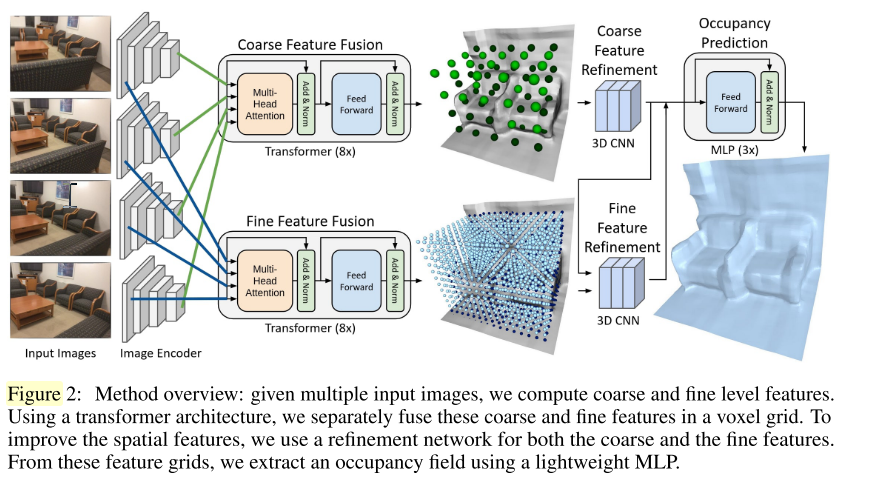 Coarse Feature Fusion
Multi-
Head
Attention
Add & Norm
Feed
Forward
Add & Norm
Transformer (8x)
Coarse
Feature
Refinement
3D CNN
Occupancy
Prediction
Feed
Forward
Add & Norm
MLP (3x)
Fine Feature Fusion
Multi-
Head
Attention
Add & Norm
Feed
Forward
Add & Norm
Transformer (8x)
Fine
Feature
Refinement
3D CNN
Input Images
Image Encoder
Figure 2: Method overview: given multiple input images, we compute coarse and fine level features.
Using a transformer architecture, we separately fuse these coarse and fine features in a voxel grid. To
improve the spatial features, we use a refinement network for both the coarse and the fine features.
From these feature grids, we extract an occupancy field using a lightweight MLP.